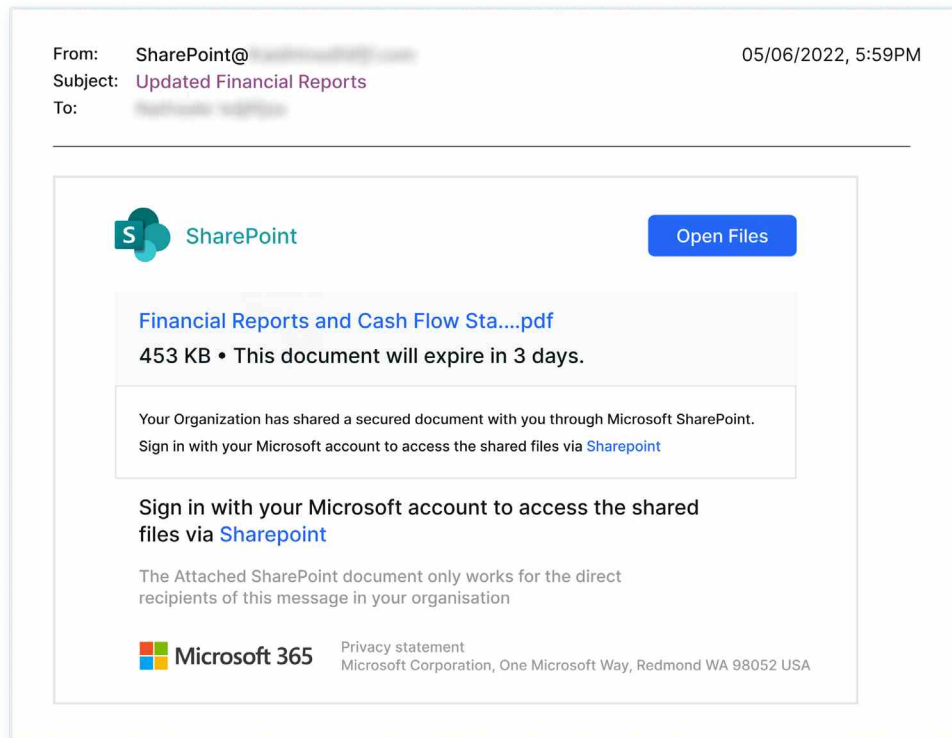 From: SharePoint@ 05/06/2022, 5:59PM
Subject: Updated Financial Reports
To:
S SharePoint
Open Files
Financial Reports and Cash Flow Sta....pdf
453 KB • This document will expire in 3 days.
Your Organization has shared a secured document with you through Microsoft SharePoint.
Sign in with your Microsoft account to access the shared files via Sharepoint
Sign in with your Microsoft account to access the shared
files via Sharepoint
The Attached SharePoint document only works for the direct
recipients of this message in your organisation
Microsoft 365
Privacy statement
Microsoft Corporation, One Microsoft Way, Redmond WA 98052 USA